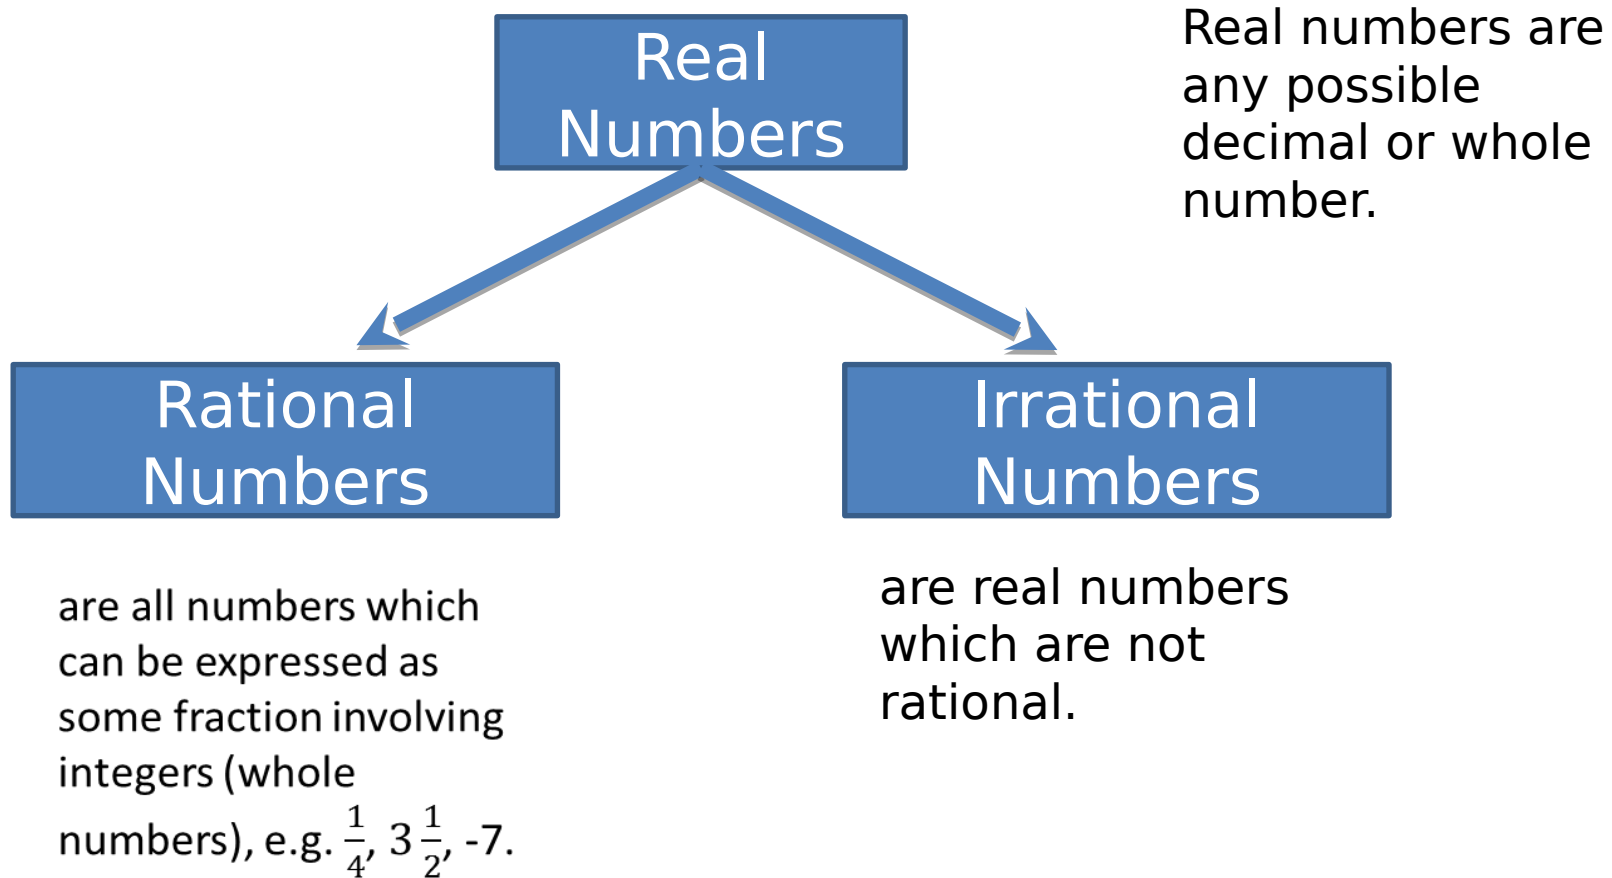 Real
Numbers
Real numbers are
any possible
decimal or whole
number.
Rational
Numbers
Irrational
Numbers
are all numbers which
can be expressed as
some fraction involving
integers (whole
numbers), e.g. 1/4, 3 1/2, -7.
are real numbers
which are not
rational.